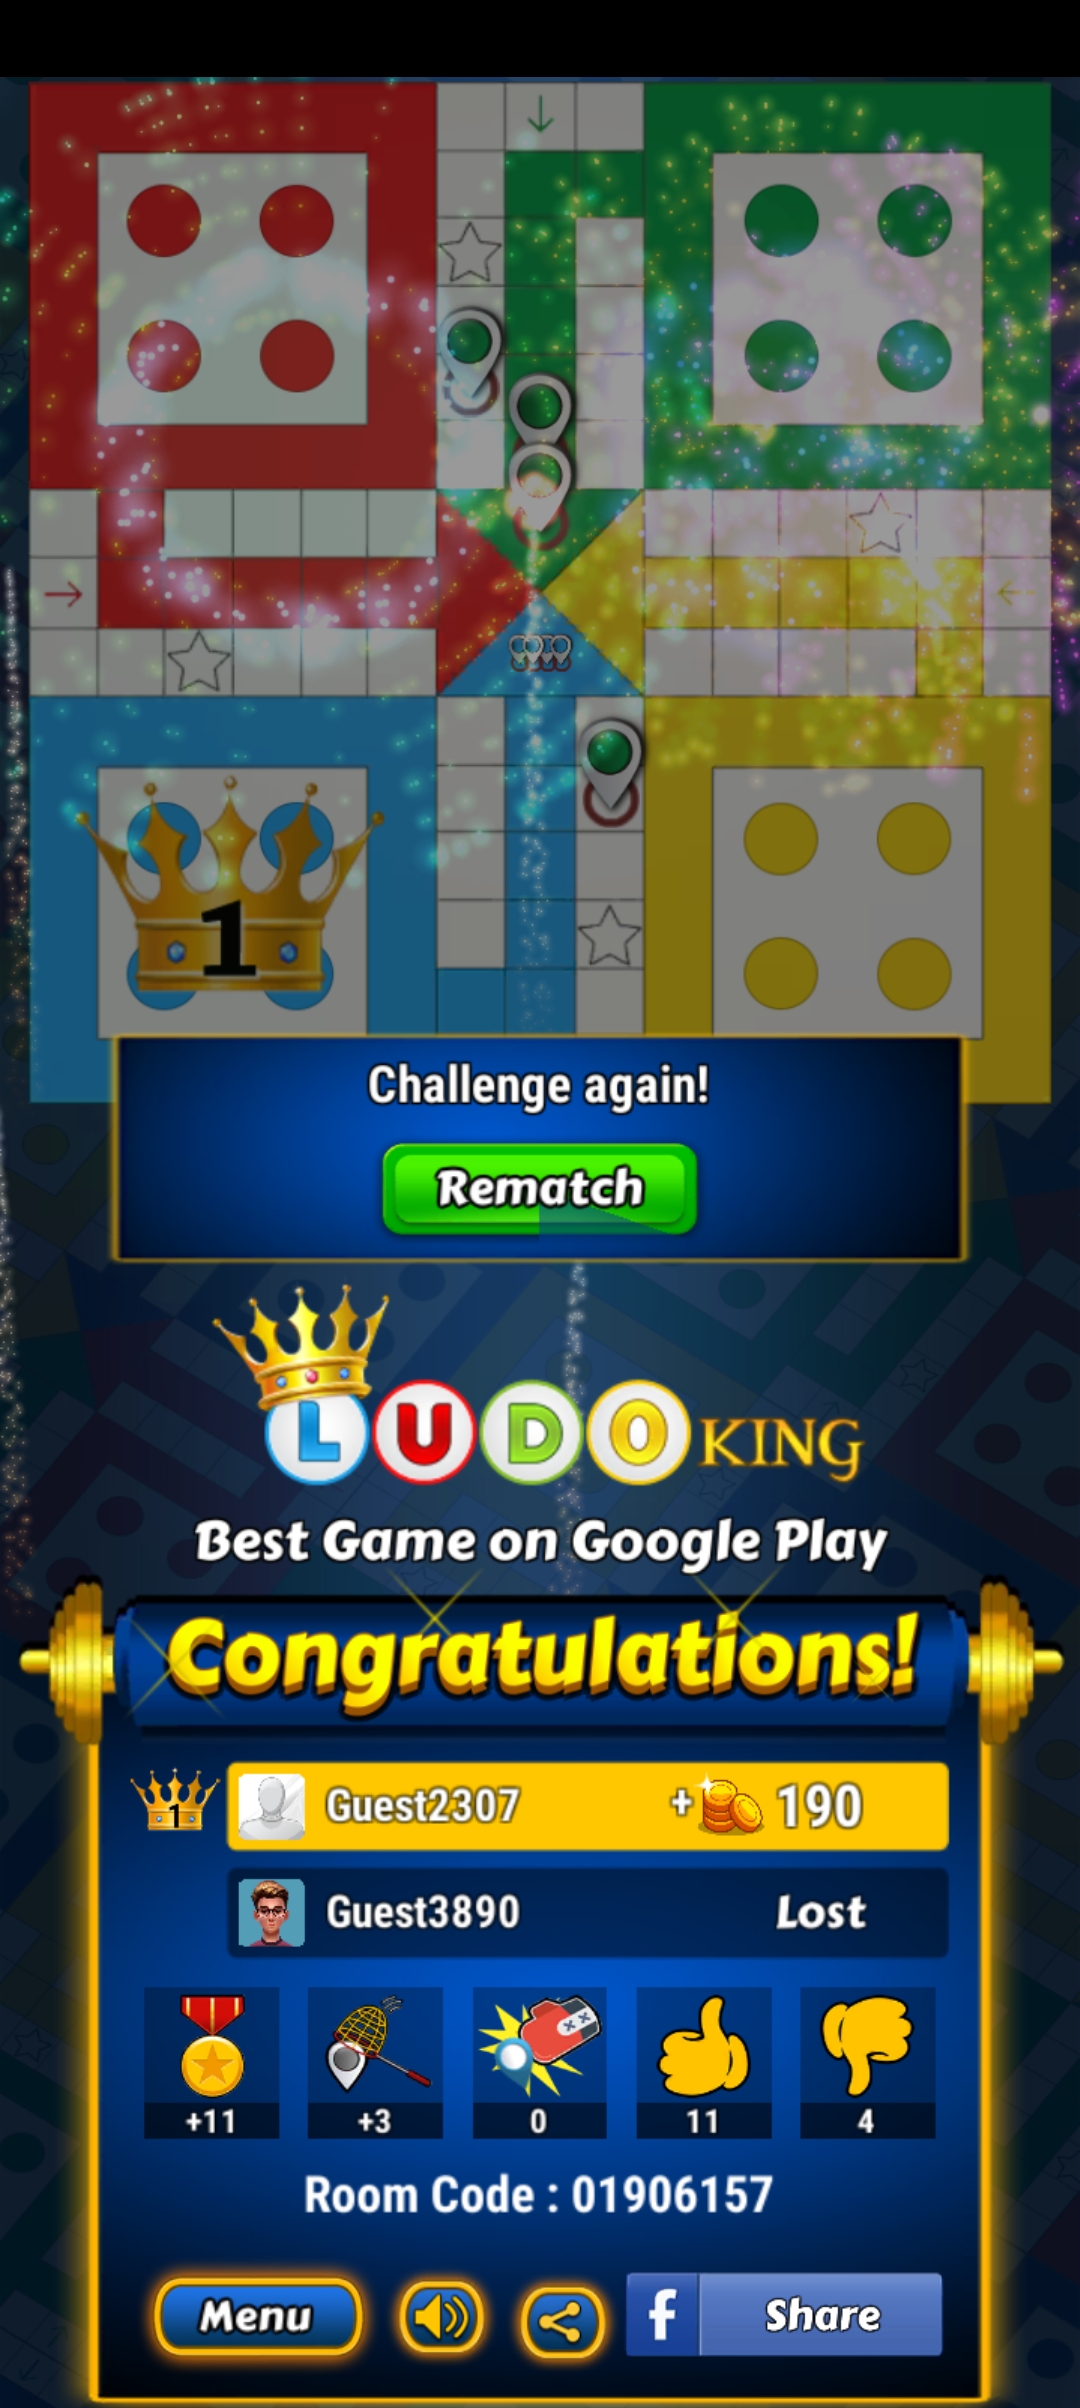 1
Challenge again!
Rematch
LUDO KING
Best Game on Google Play
Congratulations!
1 Guest2307 + 190
Guest3890 Lost
+11 +3 0 11 4
Room Code : 01906157
Menu f Share